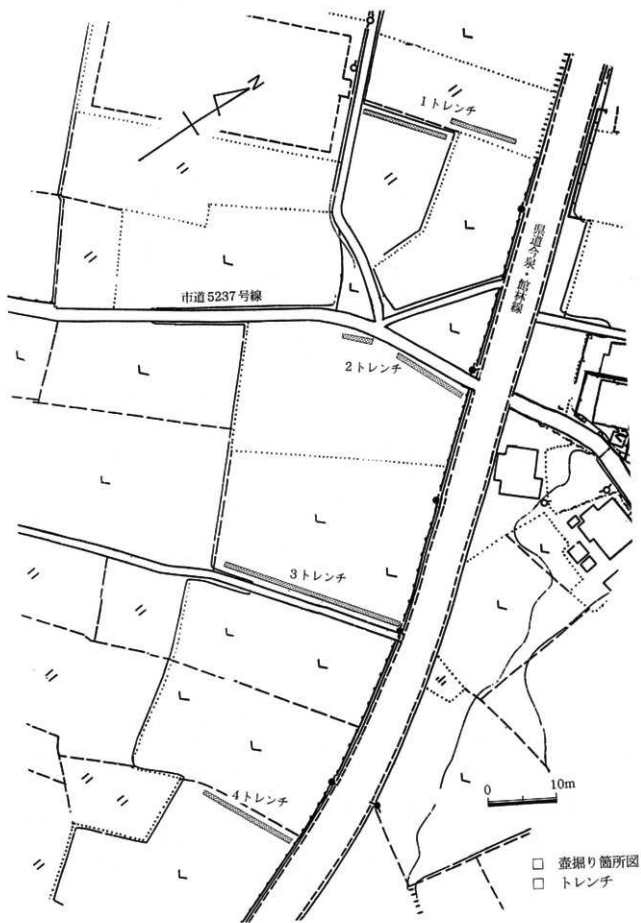 N
1トレンチ
県道今泉・館林線
市道5237号線
2トレンチ
3トレンチ
4トレンチ
0 10m
□ 壺掘り箇所図
□ トレンチ